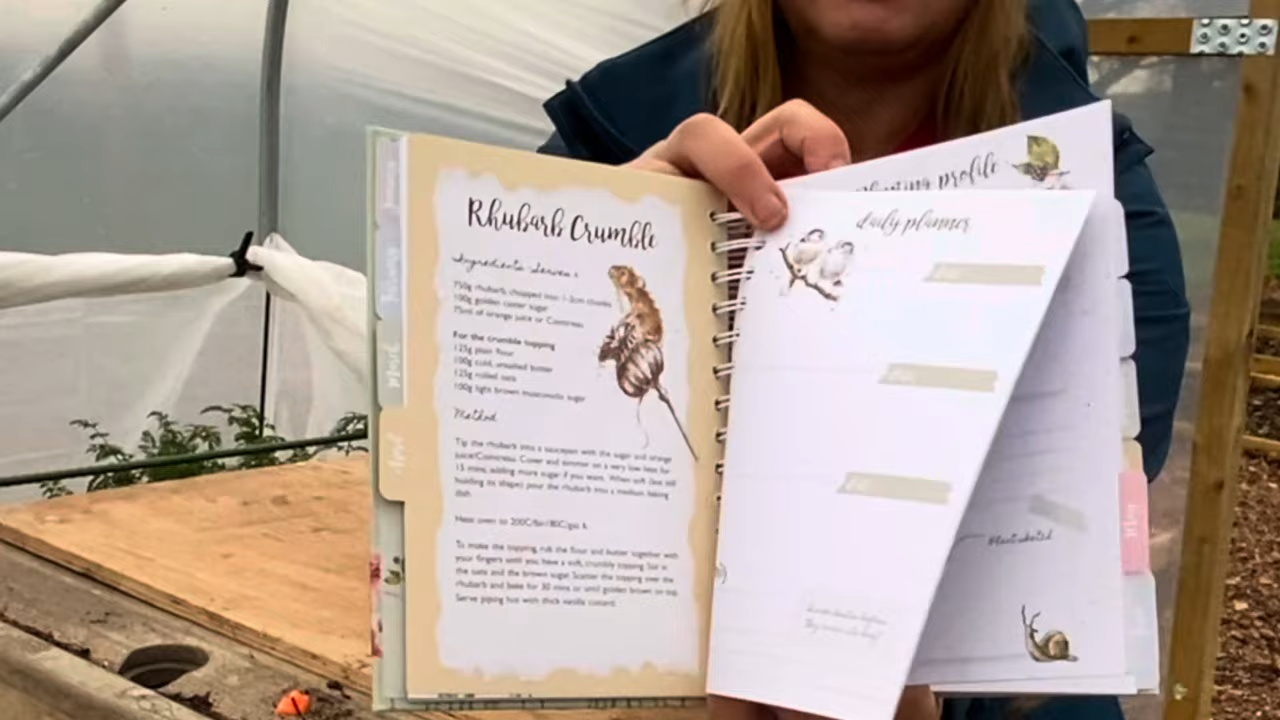 Rhubarb Crumble
Ingredients Serves
750g rhubarb, chopped into 1-2cm chunks
100g golden caster sugar
75ml of orange juice or Cointreau
For the crumble topping
125g plain flour
100g cold, unsalted butter
125g rolled oats
100g light brown muscovado sugar
Method
Tip the rhubarb into a saucepan with the sugar and orange
juice/Cointreau. Cover and simmer on a very low heat for
15 mins, adding more sugar if you want. When soft (but still
holding its shape) pour the rhubarb into a medium baking
dish.
Heat oven to 200C/fan180C/gas 6.
To make the topping, rub the flour and butter together with
your fingers until you have a soft, crumbly topping. Stir in
the oats and the brown sugar. Scatter the topping over the
rhubarb and bake for 30 mins or until golden brown on top.
Serve piping hot with thick vanilla custard.
April
planting profile
daily planner
Plant rotated
May